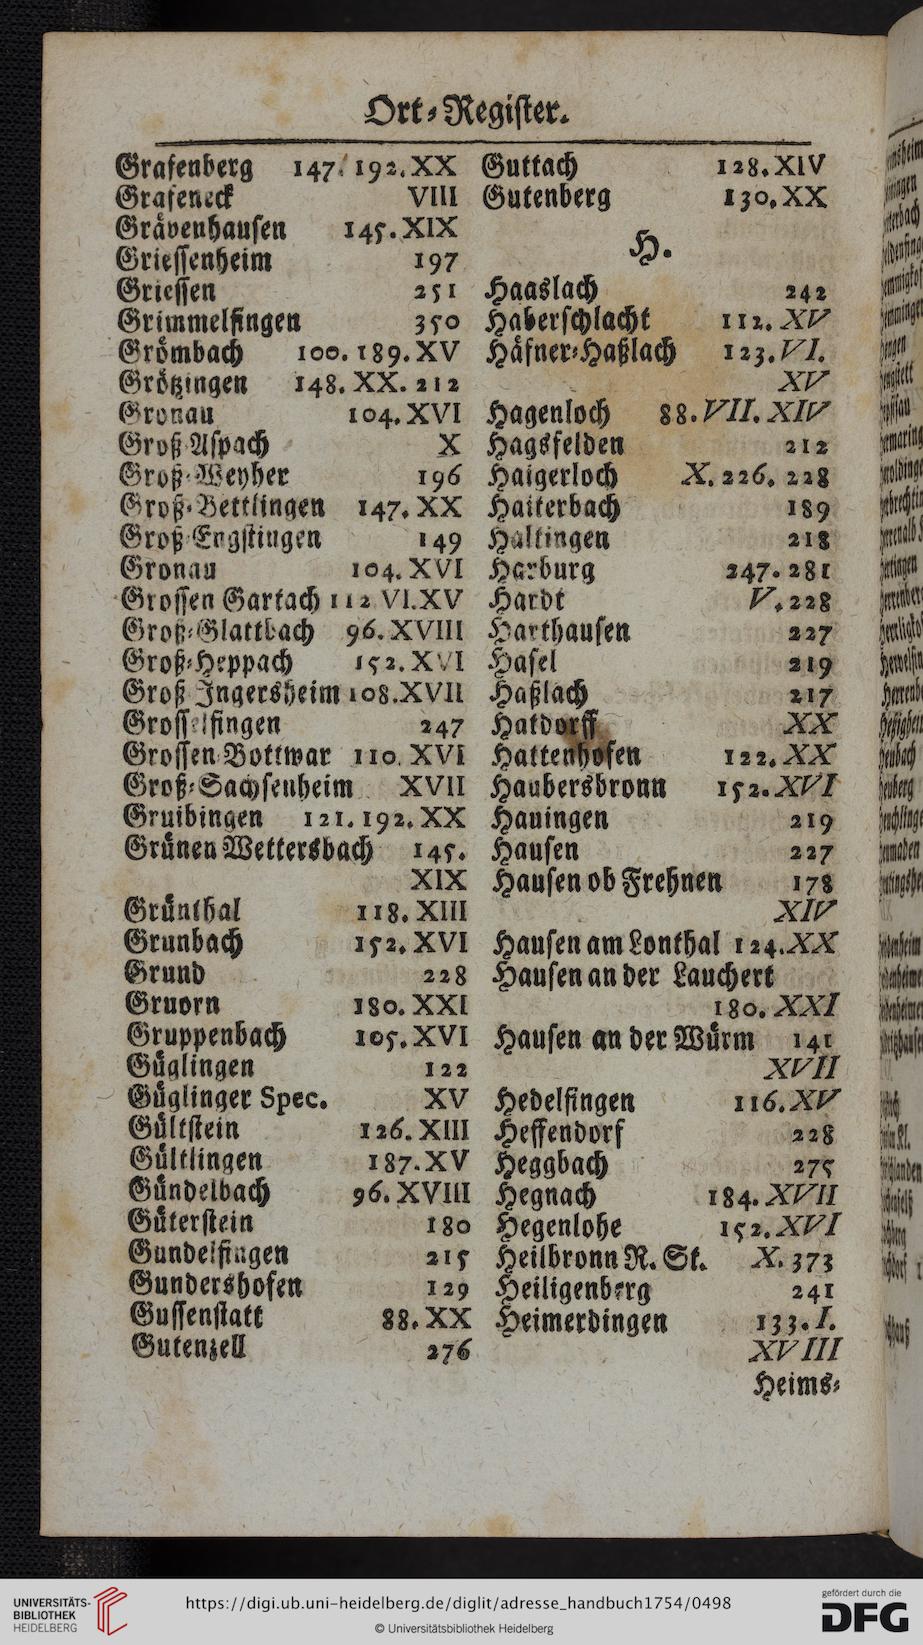 Ort⸗Register.
Grafenberg 147. 192. XX
Grafeneck VIII
Grävenhausen 145. XIX
Griessenheim 197
Griessen 251
Grimmelfingen 350
Grömbach 100. 189. XV
Grötzingen 148. XX. 212
Gronau 104. XVI
Groß⸗Aspach X
Groß⸗Weyher 196
Groß⸗Bettlingen 147. XX
Groß⸗Engstingen 149
Gronau 104. XVI
Grossen Gartach 112 VI. XV
Groß⸗Glattbach 96. XVIII
Groß⸗Heppach 152. XVI
Groß Ingersheim 108. XVII
Grosselfingen 247
Grossen⸗Bottwar 110. XVI
Groß⸗Sachsenheim XVII
Gruibingen 121. 192. XX
Grünen Wettersbach 145.
XIX
Grünthal 118. XIII
Grunbach 152. XVI
Grund 228
Gruorn 180. XXI
Gruppenbach 105. XVI
Güglingen 122
Güglinger Spec. XV
Gültstein 126. XIII
Gültlingen 187. XV
Gündelbach 96. XVIII
Güterstein 180
Gundelfingen 215
Gundershofen 129
Gussenstatt 88. XX
Gutenzell 276
Guttach 128. XIV
Gutenberg 130. XX
H.
Haaslach 242
Haberschlacht 112. XV
Häfner⸗Haßlach 123. VI.
XV
Hagenloch 88. VII. XIV
Hagsfelden 212
Haigerloch X. 226. 228
Haiterbach 189
Haltingen 218
Harburg 247. 281
Hardt V. 228
Harthausen 227
Hasel 219
Haßlach 217
Hatdorff XX
Hattenhofen 122. XX
Haubersbronn 152. XVI
Hauingen 219
Hausen 227
Hausen ob Frehnen 178
XIV
Hausen am Lonthal 124. XX
Hausen an der Lauchert
180. XXI
Hausen an der Würm 141
XVII
Hedelfingen 116. XV
Heffendorf 228
Heggbach 275
Hegnach 184. XVII
Hegenlohe 152. XVI
Heilbronn R. St. X. 373
Heiligenberg 241
Heimerdingen 133. I.
XVIII
Heims⸗
UNIVERSITÄTS-
BIBLIOTHEK
HEIDELBERG
https://digi.ub.uni-heidelberg.de/diglit/adresse_handbuch1754/0498
© Universitätsbibliothek Heidelberg
gefördert durch die
DFG